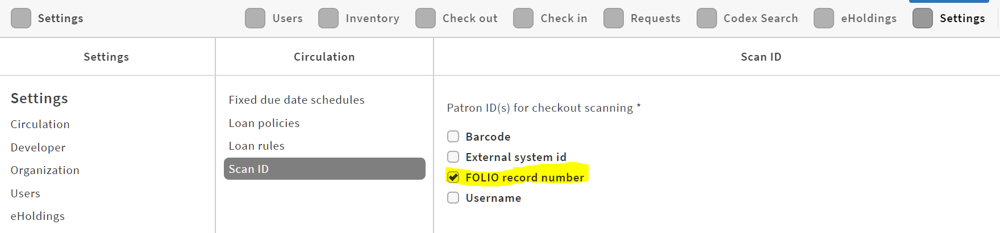 Settings Users Inventory Check out Check in Requests Codex Search eHoldings Settings
Settings Circulation Scan ID
Settings
Circulation
Developer
Organization
Users
eHoldings
Fixed due date schedules
Loan policies
Loan rules
Scan ID
Patron ID(s) for checkout scanning *
Barcode
External system id
FOLIO record number
Username